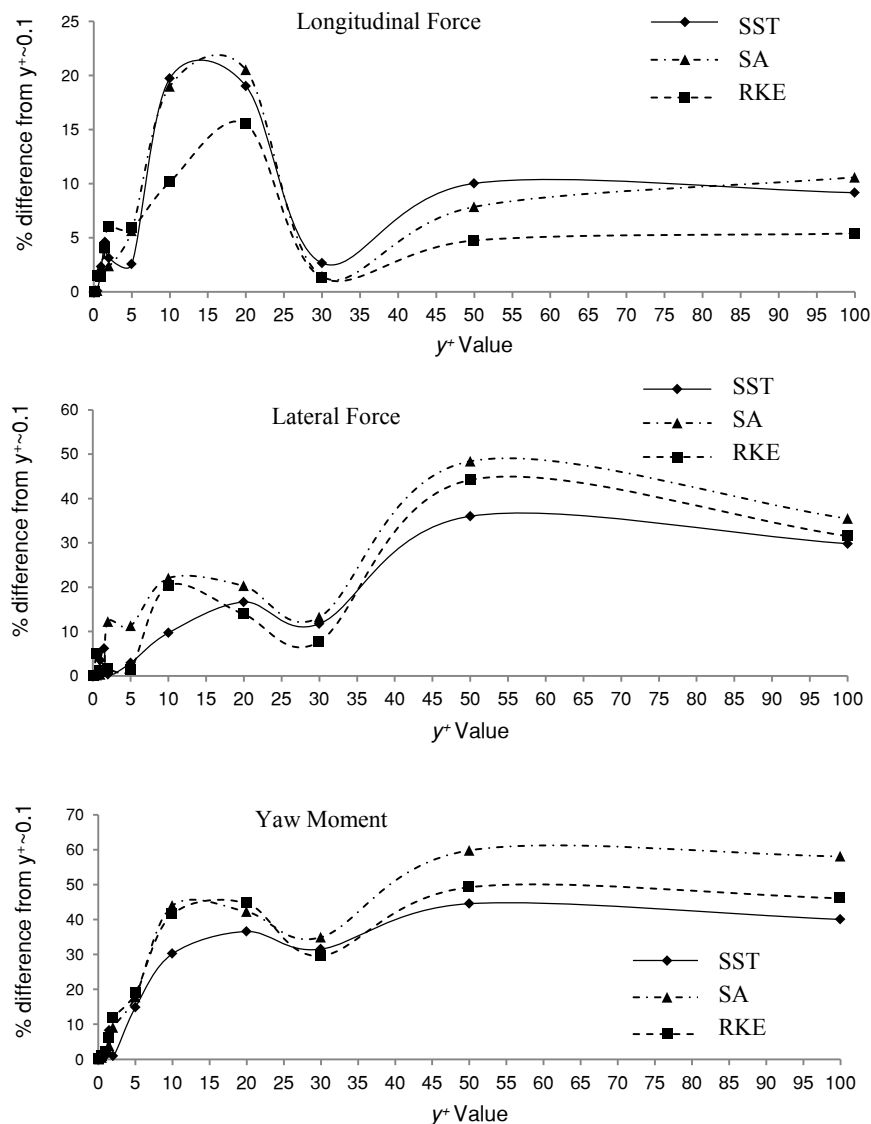 Longitudinal Force
SST
SA
RKE
% difference from y⁺~0.1
25
20
15
10
5
0
0 5 10 15 20 25 30 35 40 45 50 55 60 65 70 75 80 85 90 95 100
y⁺ Value
Lateral Force
SST
SA
RKE
% difference from y⁺~0.1
60
50
40
30
20
10
0
0 5 10 15 20 25 30 35 40 45 50 55 60 65 70 75 80 85 90 95 100
y⁺ Value
Yaw Moment
% difference from y⁺~0.1
70
60
50
40
30
20
10
0
SST
SA
RKE
0 5 10 15 20 25 30 35 40 45 50 55 60 65 70 75 80 85 90 95 100
y⁺ Value